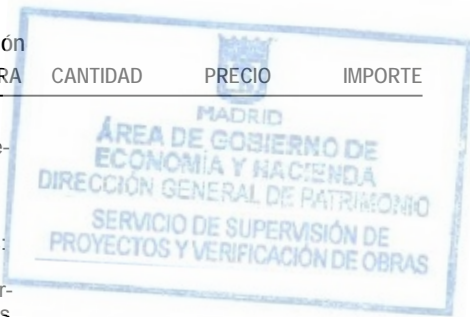 ón
RA CANTIDAD PRECIO IMPORTE
MADRID
ÁREA DE GOBIERNO DE
e-
ECONOMÍA Y HACIENDA
DIRECCIÓN GENERAL DE PATRIMONIO
SERVICIO DE SUPERVISIÓN DE
:
PROYECTOS Y VERIFICACIÓN DE OBRAS
r-
s